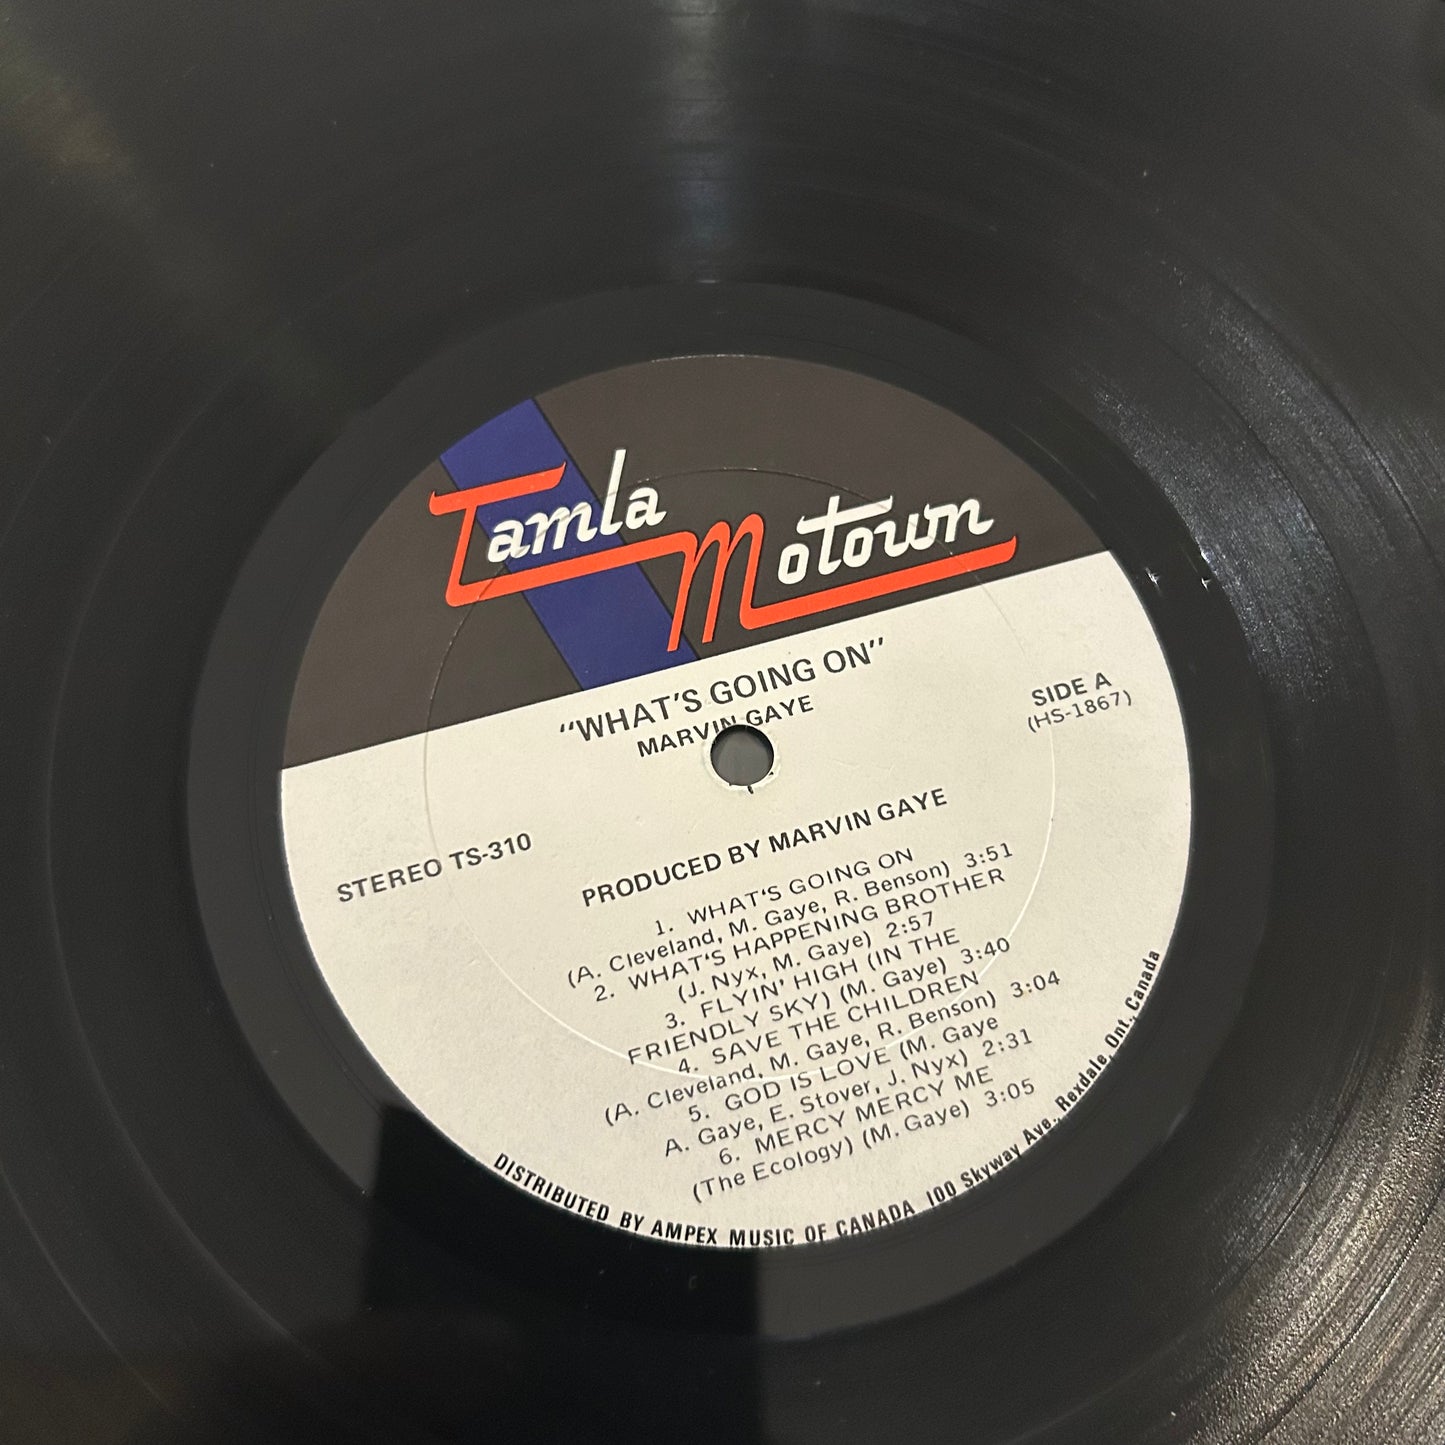 Tamla Motown
"WHAT'S GOING ON"
MARVIN GAYE
SIDE A
(HS-1867)
STEREO TS-310
PRODUCED BY MARVIN GAYE
1. WHAT'S GOING ON
(A. Cleveland, M. Gaye, R. Benson) 3:51
2. WHAT'S HAPPENING BROTHER
(J. Nyx, M. Gaye) 2:57
3. FLYIN' HIGH (IN THE
FRIENDLY SKY) (M. Gaye) 3:40
4. SAVE THE CHILDREN
(A. Cleveland, M. Gaye, R. Benson) 3:04
5. GOD IS LOVE (M. Gaye
A. Gaye, E. Stover, J. Nyx) 2:31
6. MERCY MERCY ME
(The Ecology) (M. Gaye) 3:05
DISTRIBUTED BY AMPEX MUSIC OF CANADA 100 Skyway Ave., Rexdale, Ont., Canada